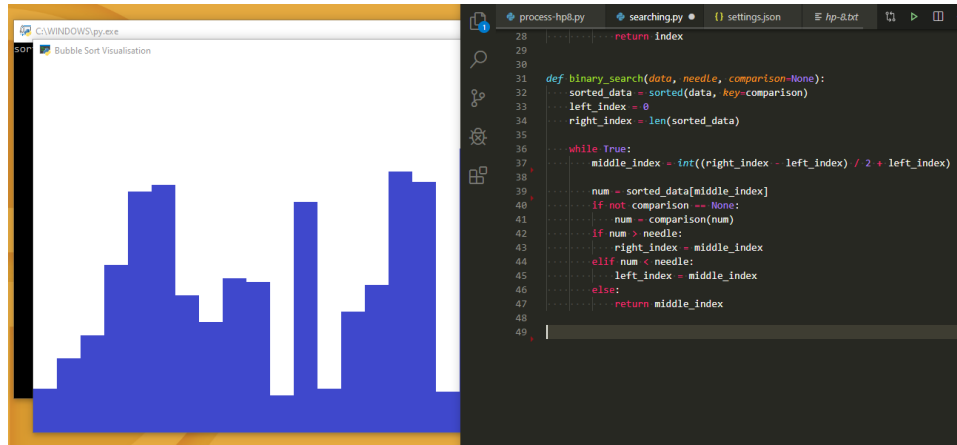 C:\WINDOWS\py.exe
sor
Bubble Sort Visualisation
1
process-hp8.py
searching.py
{} settings.json
hp-8.txt
28 return index
29
30
31 def binary_search(data, needle, comparison=None):
32 sorted_data = sorted(data, key=comparison)
33 left_index = 0
34 right_index = len(sorted_data)
35
36 while True:
37 middle_index = int((right_index - left_index) / 2 + left_index)
38
39 num = sorted_data[middle_index]
40 if not comparison == None:
41 num = comparison(num)
42 if num > needle:
43 right_index = middle_index
44 elif num < needle:
45 left_index = middle_index
46 else:
47 return middle_index
48
49